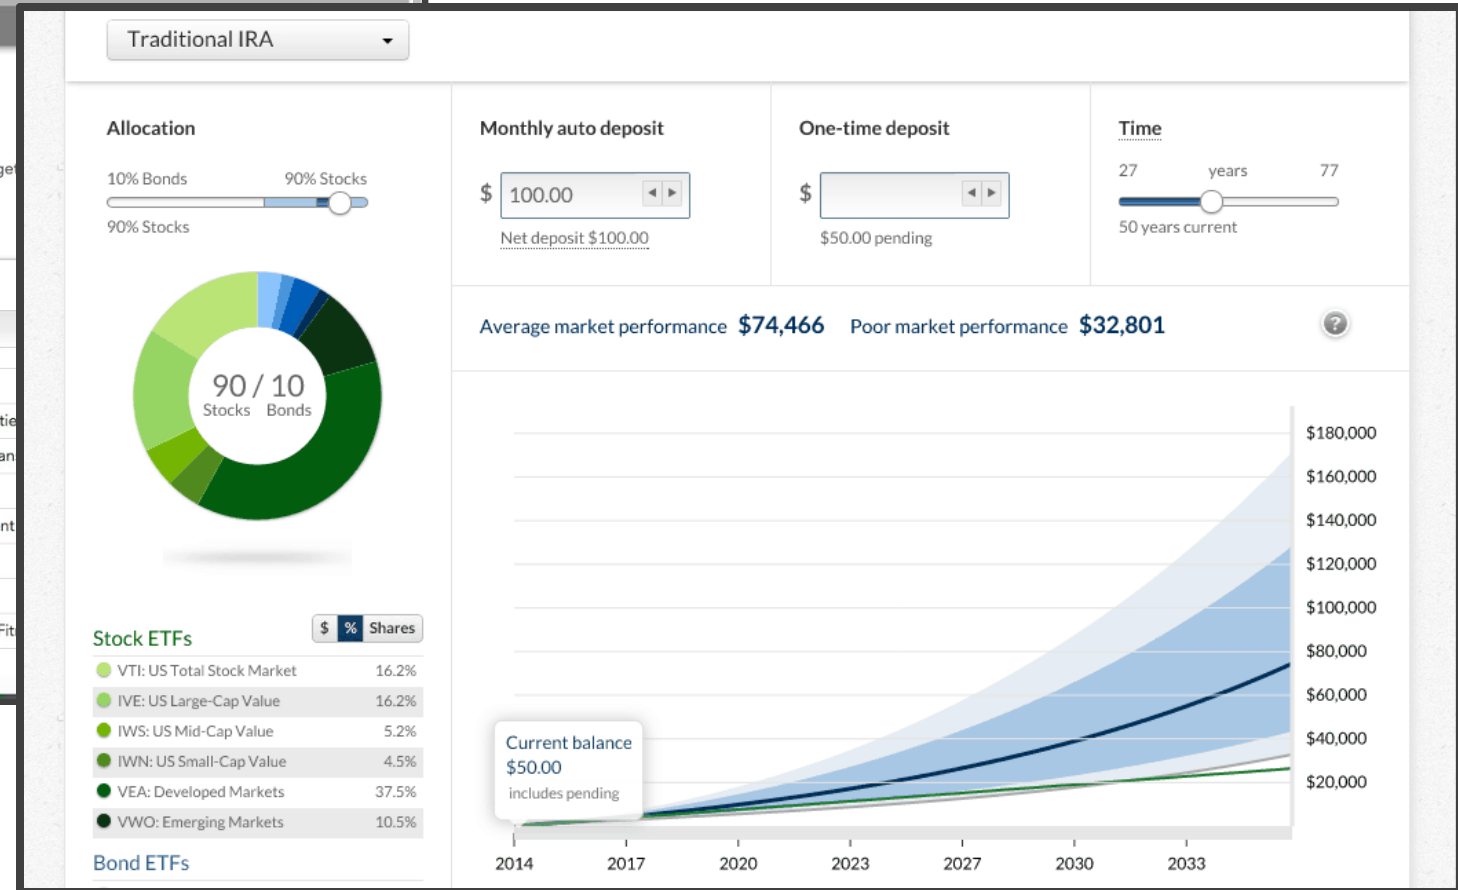 Traditional IRA
Allocation
10% Bonds 90% Stocks
90% Stocks
Monthly auto deposit
$ 100.00
Net deposit $100.00
One-time deposit
$
$50.00 pending
Time
27 years 77
50 years current
90 / 10
Stocks Bonds
Average market performance $74,466 Poor market performance $32,801
?
$ % Shares
Stock ETFs
VTI: US Total Stock Market 16.2%
IVE: US Large-Cap Value 16.2%
IWS: US Mid-Cap Value 5.2%
IWN: US Small-Cap Value 4.5%
VEA: Developed Markets 37.5%
VWO: Emerging Markets 10.5%
Bond ETFs
$180,000
$160,000
$140,000
$120,000
$100,000
$80,000
$60,000
$40,000
$20,000
Current balance
$50.00
includes pending
2014 2017 2020 2023 2027 2030 2033